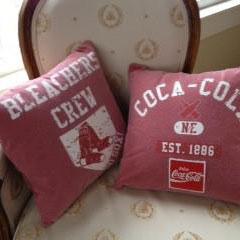 BLEACHERS
CREW
COCA-COLA
NE
EST. 1886
Coca-Cola